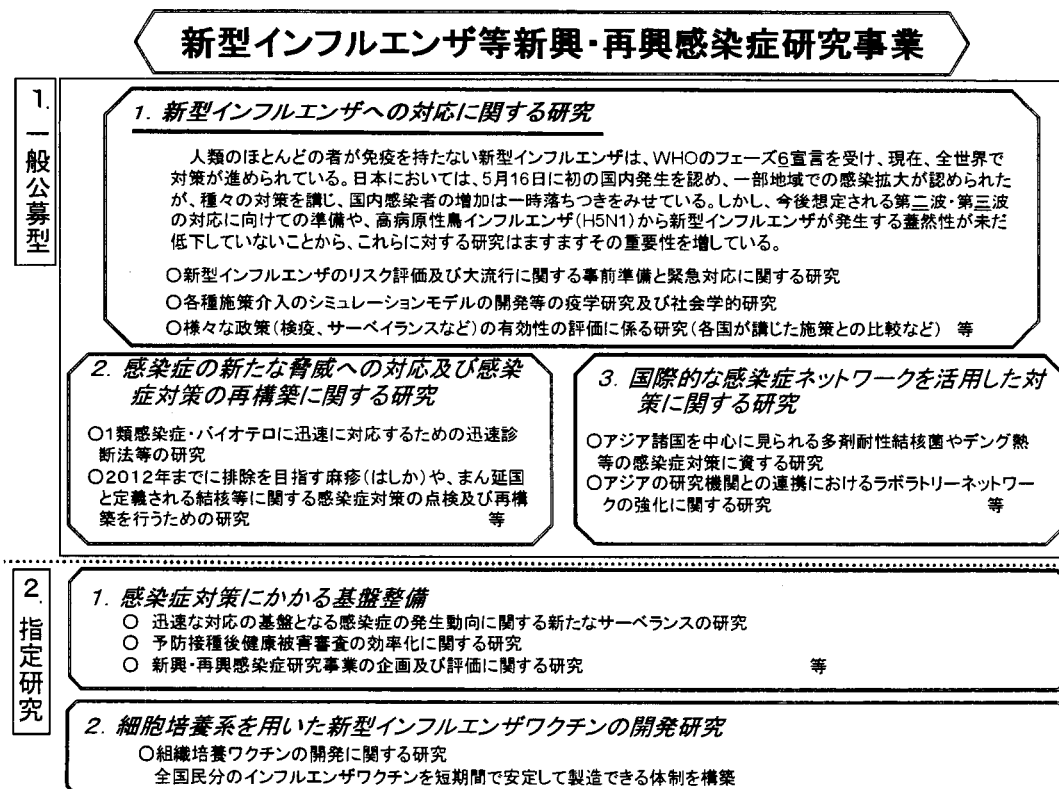 新型インフルエンザ等新興・再興感染症研究事業
1.一般公募型
1. 新型インフルエンザへの対応に関する研究
人類のほとんどの者が免疫を持たない新型インフルエンザは、WHOのフェーズ6宣言を受け、現在、全世界で
対策が進められている。日本においては、5月16日に初の国内発生を認め、一部地域での感染拡大が認められた
が、種々の対策を講じ、国内感染者の増加は一時落ちつきをみせている。しかし、今後想定される第二波・第三波
の対応に向けての準備や、高病原性鳥インフルエンザ(H5N1)から新型インフルエンザが発生する蓋然性が未だ
低下していないことから、これらに対する研究はますますその重要性を増している。
○新型インフルエンザのリスク評価及び大流行に関する事前準備と緊急対応に関する研究
○各種施策介入のシミュレーションモデルの開発等の疫学研究及び社会学的研究
○様々な政策(検疫、サーベイランスなど)の有効性の評価に係る研究(各国が講じた施策との比較など) 等
2. 感染症の新たな脅威への対応及び感染
症対策の再構築に関する研究
○1類感染症・バイオテロに迅速に対応するための迅速診
断法等の研究
○2012年までに排除を目指す麻疹(はしか)や、まん延国
と定義される結核等に関する感染症対策の点検及び再構
築を行うための研究 等
3. 国際的な感染症ネットワークを活用した対
策に関する研究
○アジア諸国を中心に見られる多剤耐性結核菌やデング熱
等の感染症対策に資する研究
○アジアの研究機関との連携におけるラボラトリーネットワー
クの強化に関する研究 等
2.指定研究
1. 感染症対策にかかる基盤整備
○ 迅速な対応の基盤となる感染症の発生動向に関する新たなサーベランスの研究
○ 予防接種後健康被害審査の効率化に関する研究
○ 新興・再興感染症研究事業の企画及び評価に関する研究 等
2. 細胞培養系を用いた新型インフルエンザワクチンの開発研究
○組織培養ワクチンの開発に関する研究
全国民分のインフルエンザワクチンを短期間で安定して製造できる体制を構築